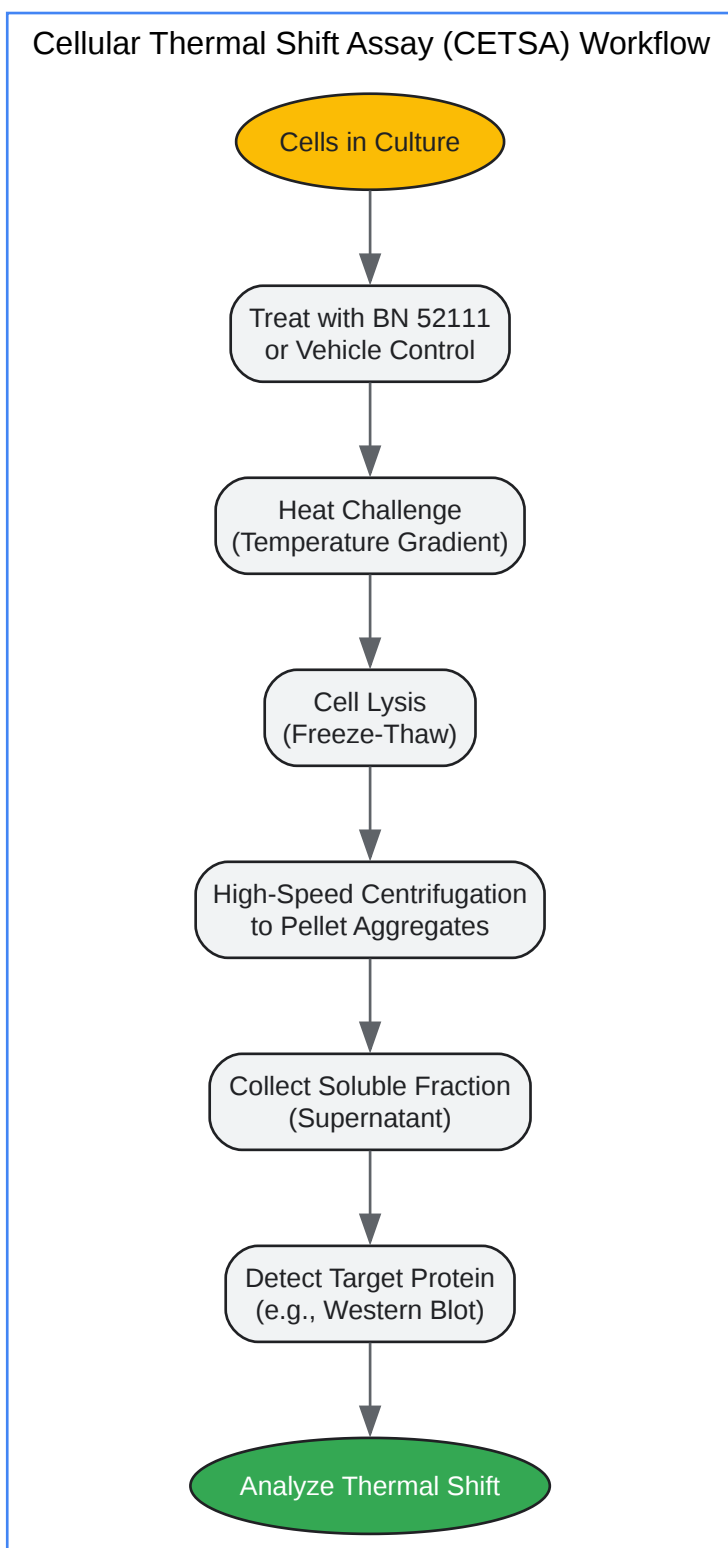 Cellular Thermal Shift Assay (CETSA) Workflow
Cells in Culture
Treat with BN 52111
or Vehicle Control
Heat Challenge
(Temperature Gradient)
Cell Lysis
(Freeze-Thaw)
High-Speed Centrifugation
to Pellet Aggregates
Collect Soluble Fraction
(Supernatant)
Detect Target Protein
(e.g., Western Blot)
Analyze Thermal Shift